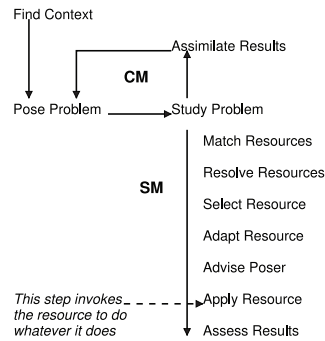 Find Context
Assimilate Results
CM
Pose Problem
Study Problem
Match Resources
Resolve Resources
SM
Select Resource
Adapt Resource
Advise Poser
This step invokes
the resource to do
whatever it does
Apply Resource
Assess Results